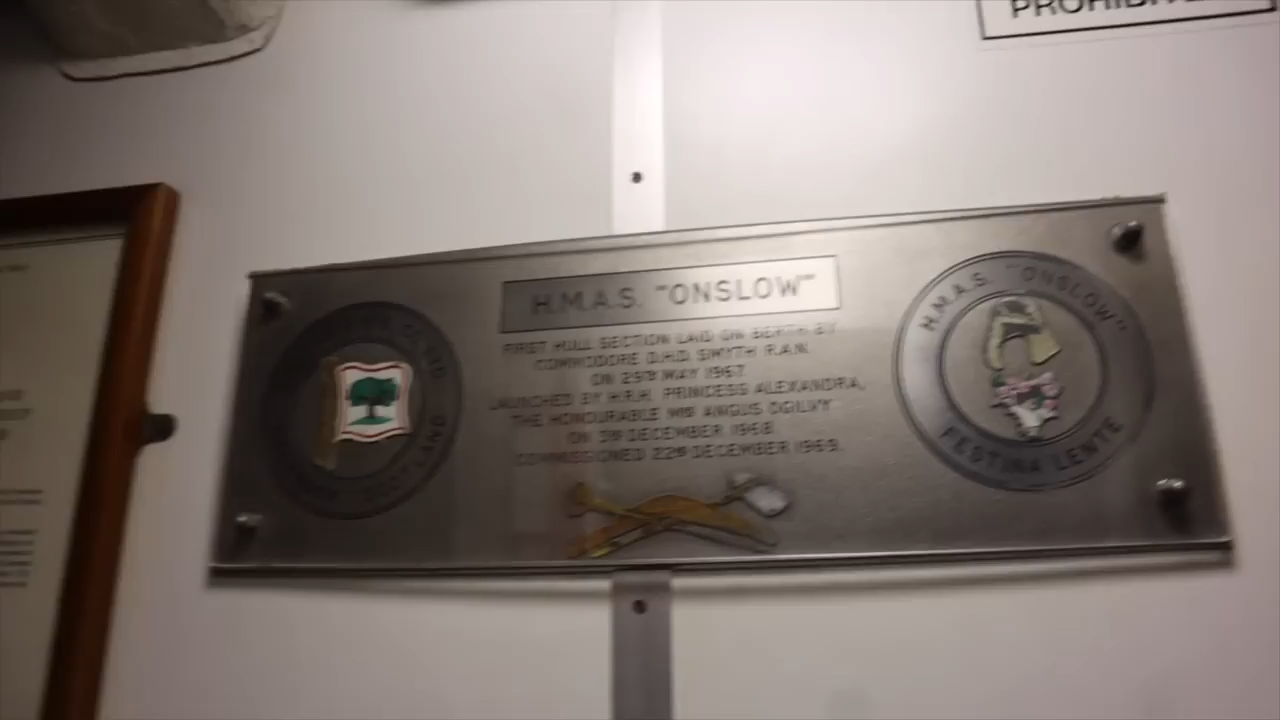 PROHIBIT
H.M.A.S. "ONSLOW"
FIRST HULL SECTION LAID ON BERTH BY
COMMODORE D.H.D. SMYTH R.A.N.
ON 29TH MAY 1967
LAUNCHED BY H.R.H. PRINCESS ALEXANDRA,
THE HONOURABLE MRS ANGUS OGILVY
ON 3RD DECEMBER 1968
COMMISSIONED 22ND DECEMBER 1969.
H.M.A.S. "ONSLOW"
FESTINA LENTE